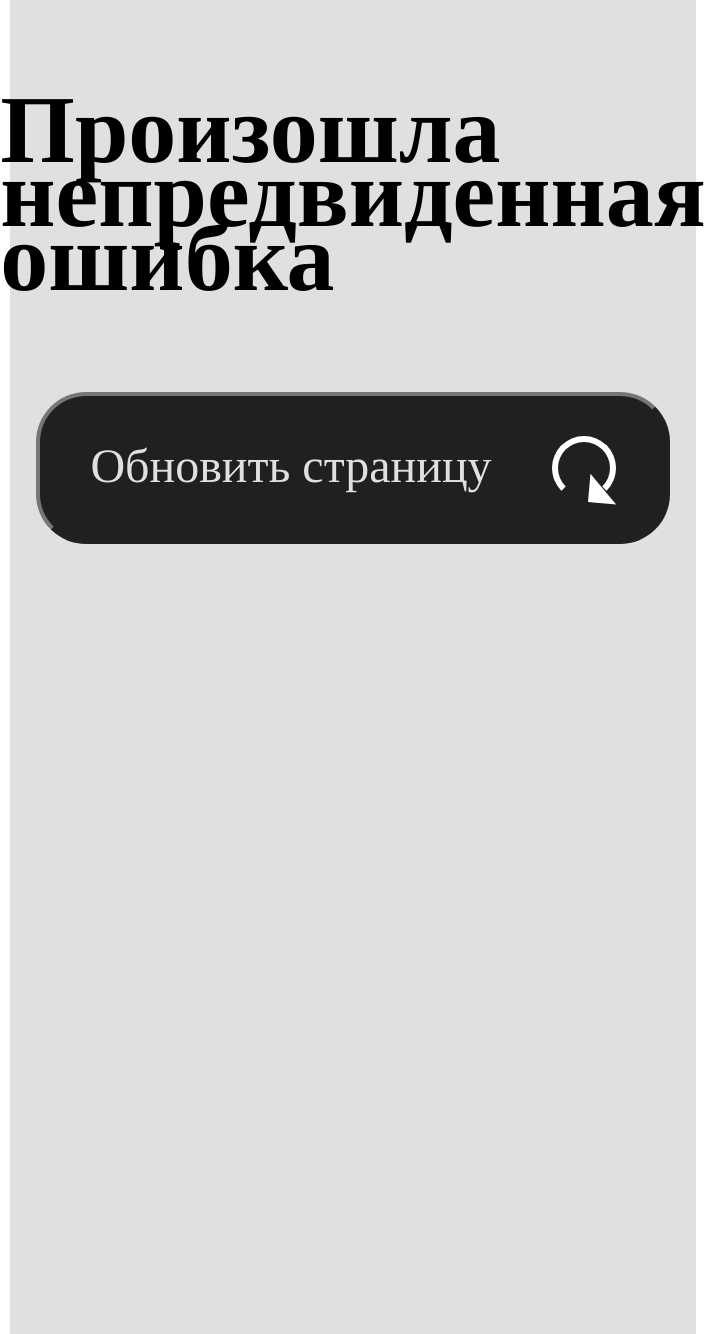 Произошла
непредвиденная
ошибка
Обновить страницу